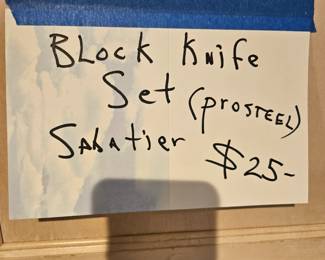 Block Knife
Set (PROSTEEL)
Sabatier $25-